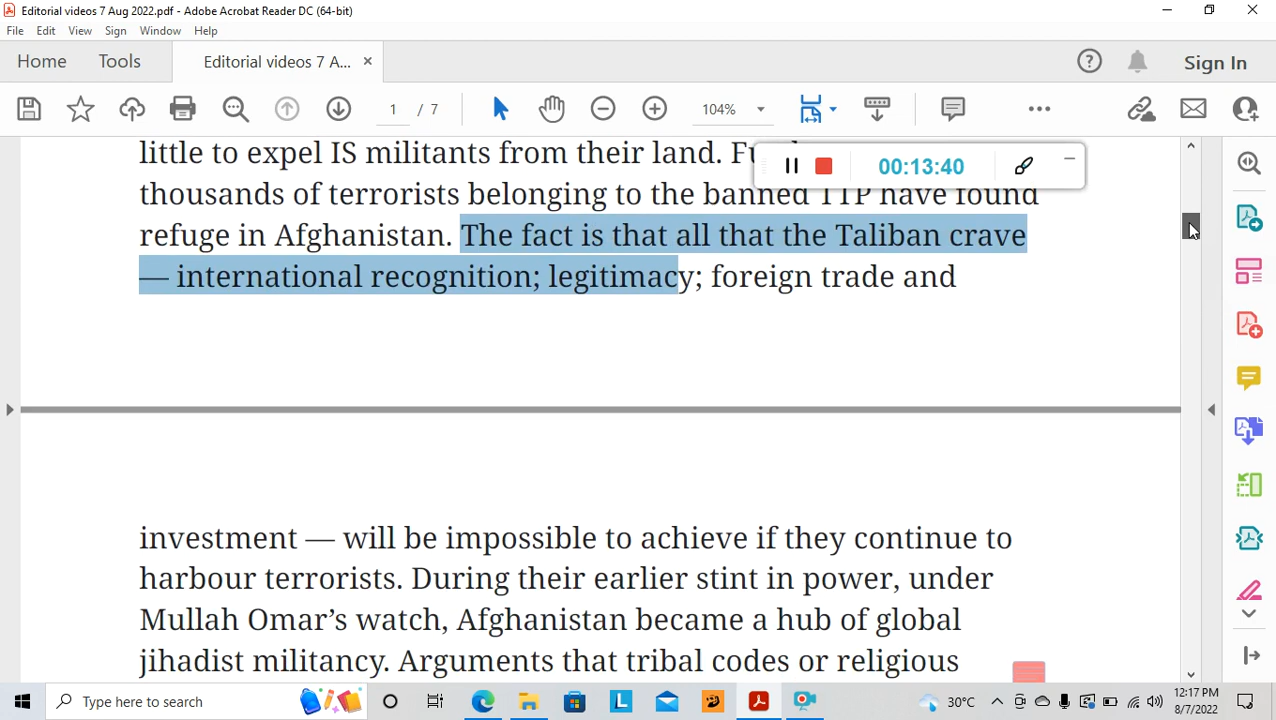 Editorial videos 7 Aug 2022.pdf - Adobe Acrobat Reader DC (64-bit)
File Edit View Sign Window Help
Home Tools Editorial videos 7 A... × Sign In
1 / 7 104%
little to expel IS militants from their land.
00:13:40
thousands of terrorists belonging to the banned TTP have found
refuge in Afghanistan. The fact is that all that the Taliban crave
— international recognition; legitimacy; foreign trade and
investment — will be impossible to achieve if they continue to
harbour terrorists. During their earlier stint in power, under
Mullah Omar’s watch, Afghanistan became a hub of global
jihadist militancy. Arguments that tribal codes or religious
Type here to search
30°C
12:17 PM
8/7/2022